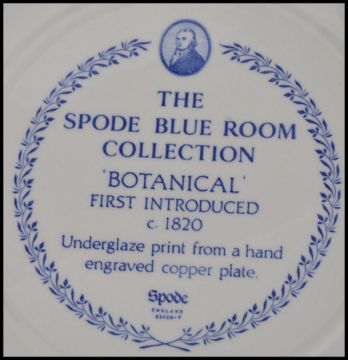 THE
SPODE BLUE ROOM
COLLECTION
'BOTANICAL'
FIRST INTRODUCED
c. 1820
Underglaze print from a hand
engraved copper plate.
Spode
ENGLAND